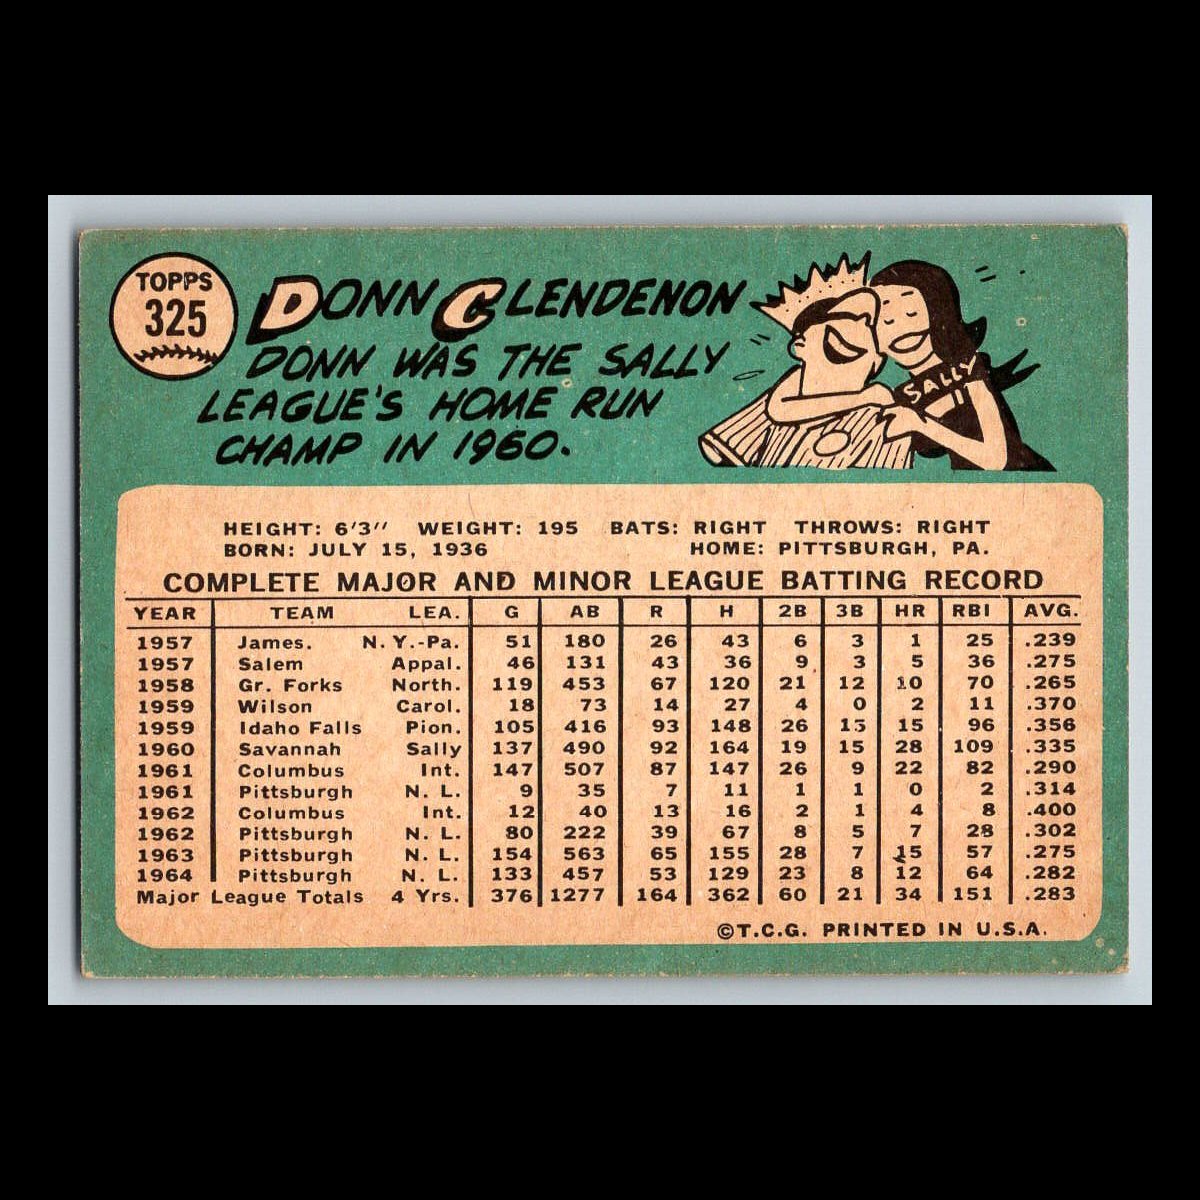 TOPPS
325
DONN CLENDENON
DONN WAS THE SALLY
LEAGUE'S HOME RUN
CHAMP IN 1960.
SALLY
HEIGHT: 6'3" WEIGHT: 195 BATS: RIGHT THROWS: RIGHT
BORN: JULY 15, 1936 HOME: PITTSBURGH, PA.
COMPLETE MAJOR AND MINOR LEAGUE BATTING RECORD
YEAR TEAM LEA. G AB R H 2B 3B HR RBI AVG.
1957 James. N.Y.-Pa. 51 180 26 43 6 3 1 25 .239
1957 Salem Appal. 46 131 43 36 9 3 5 36 .275
1958 Gr. Forks North. 119 453 67 120 21 12 10 70 .265
1959 Wilson Carol. 18 73 14 27 4 0 2 11 .370
1959 Idaho Falls Pion. 105 416 93 148 26 13 15 96 .356
1960 Savannah Sally 137 490 92 164 19 15 28 109 .335
1961 Columbus Int. 147 507 87 147 26 9 22 82 .290
1961 Pittsburgh N. L. 9 35 7 11 1 1 0 2 .314
1962 Columbus Int. 12 40 13 16 2 1 4 8 .400
1962 Pittsburgh N. L. 80 222 39 67 8 5 7 28 .302
1963 Pittsburgh N. L. 154 563 65 155 28 7 15 57 .275
1964 Pittsburgh N. L. 133 457 53 129 23 8 12 64 .282
Major League Totals 4 Yrs. 376 1277 164 362 60 21 34 151 .283
©T.C.G. PRINTED IN U.S.A.